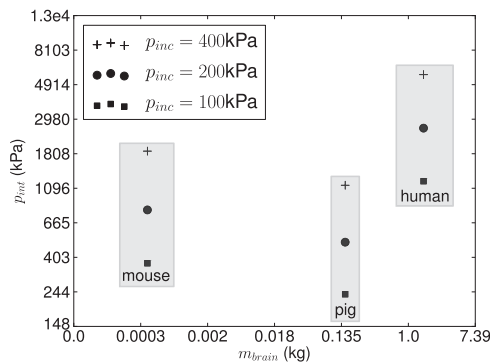 1.3e4
8103
4914
2980
1808
1096
665
403
244
148
p_int (kPa)
p_inc = 400kPa
p_inc = 200kPa
p_inc = 100kPa
mouse
pig
human
0.0 0.0003 0.002 0.018 0.135 1.0 7.39
m_brain (kg)